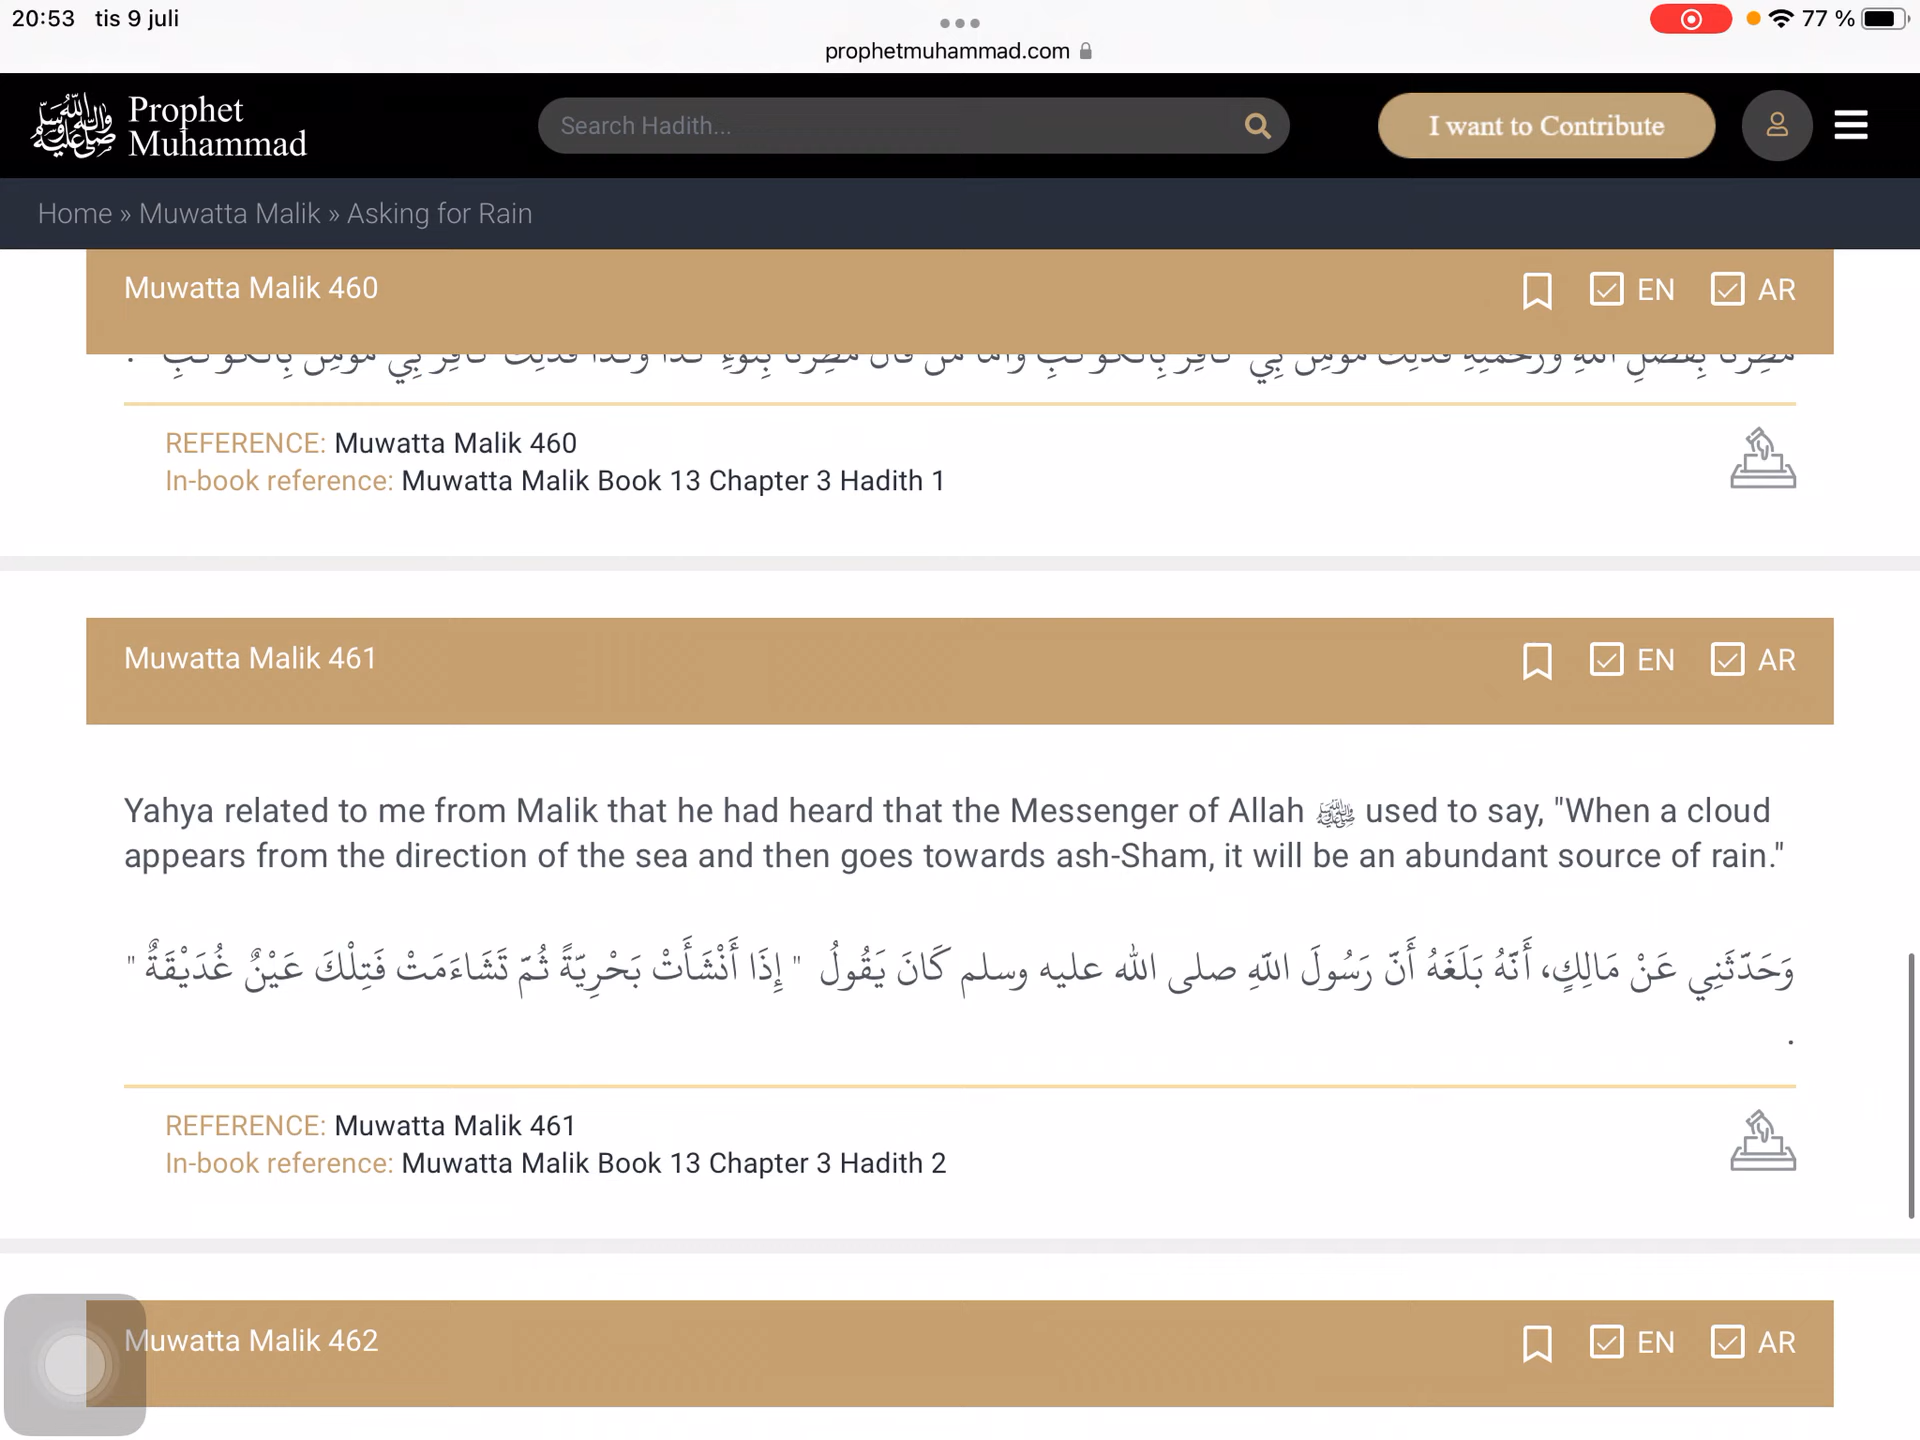 20:53 tis 9 juli
77 %
prophetmuhammad.com
Prophet
Muhammad
Search Hadith...
I want to Contribute
Home » Muwatta Malik » Asking for Rain
Muwatta Malik 460
EN AR
REFERENCE: Muwatta Malik 460
In-book reference: Muwatta Malik Book 13 Chapter 3 Hadith 1
Muwatta Malik 461
EN AR
Yahya related to me from Malik that he had heard that the Messenger of Allah ﷺ used to say, "When a cloud
appears from the direction of the sea and then goes towards ash-Sham, it will be an abundant source of rain."
وَحَدَّثَنِي عَنْ مَالِكٍ، أَنَّهُ بَلَغَهُ أَنَّ رَسُولَ اللَّهِ صلى الله عليه وسلم كَانَ يَقُولُ " إِذَا أَنْشَأَتْ بَحْرِيَّةً ثُمَّ تَشَاءَمَتْ فَتِلْكَ عَيْنٌ غُدَيْقَةٌ "
.
REFERENCE: Muwatta Malik 461
In-book reference: Muwatta Malik Book 13 Chapter 3 Hadith 2
Muwatta Malik 462
EN AR